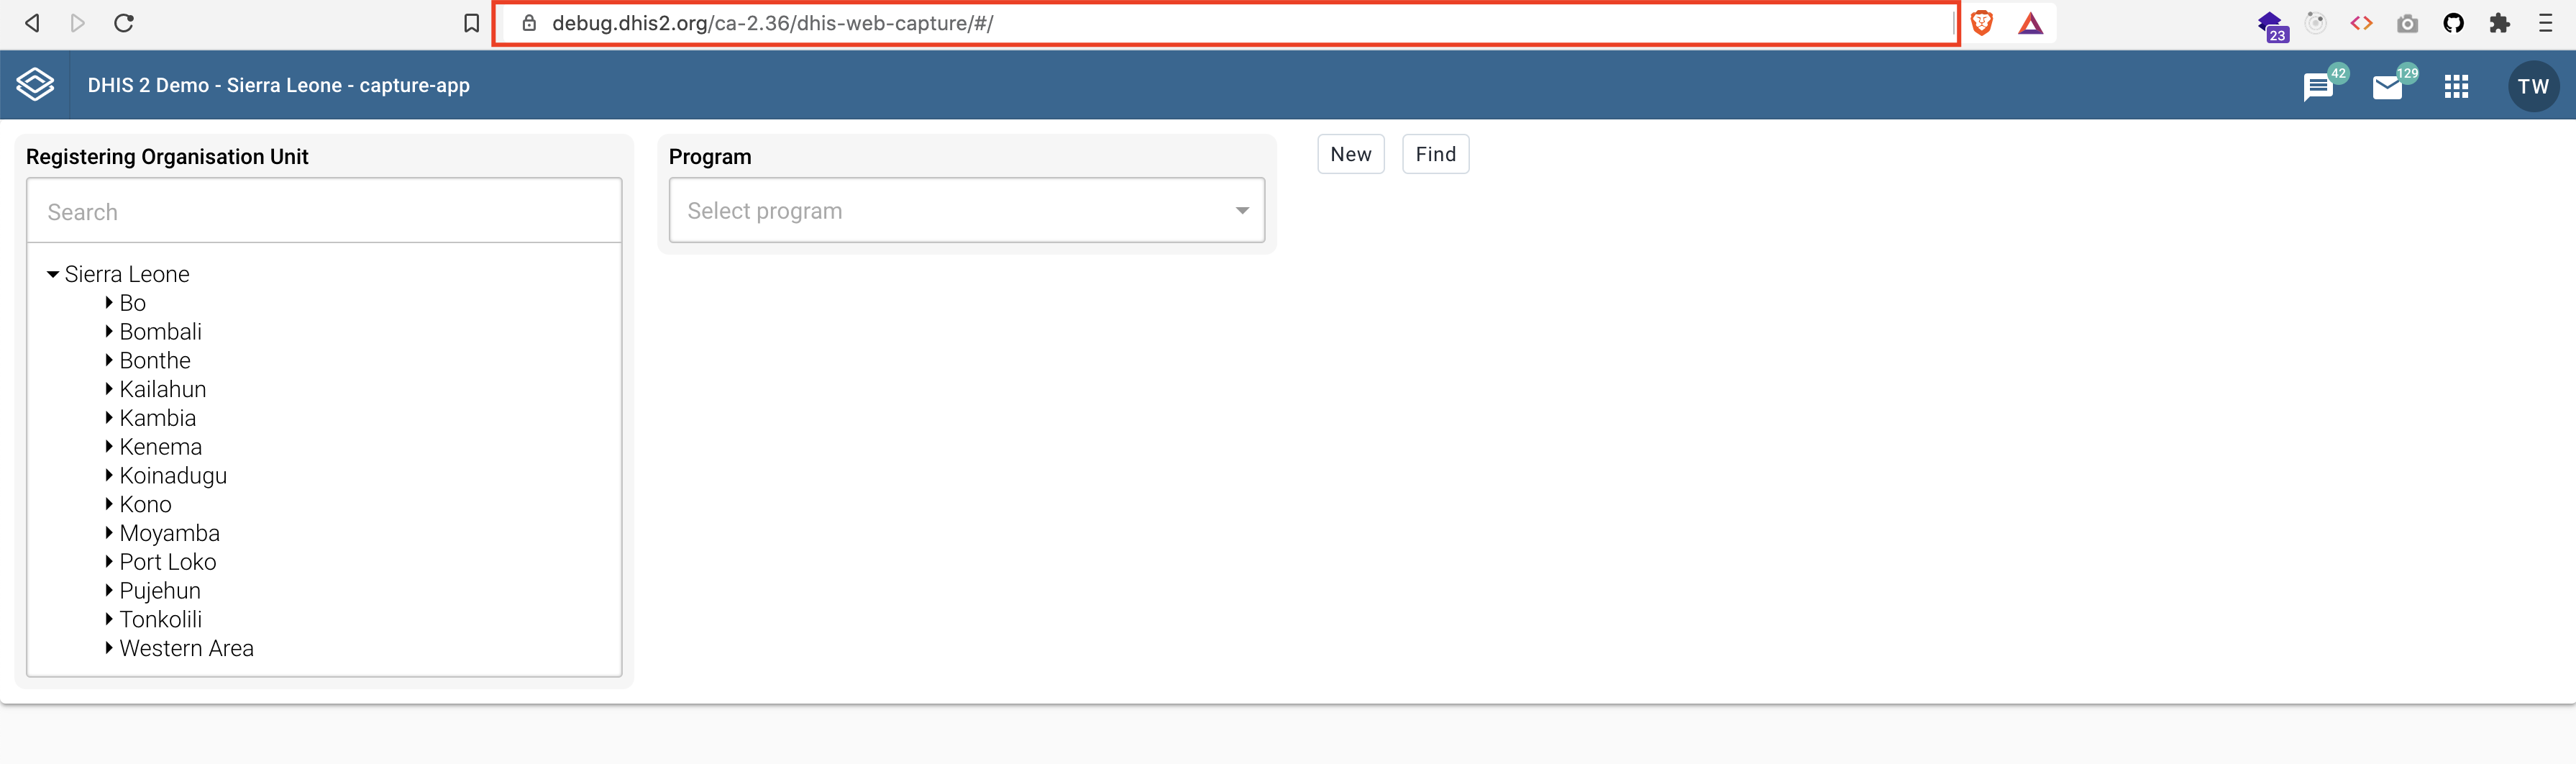 debug.dhis2.org/ca-2.36/dhis-web-capture/#/
23
DHIS 2 Demo - Sierra Leone - capture-app
42
129
TW
Registering Organisation Unit
Program
New
Find
Search
Select program
Sierra Leone
Bo
Bombali
Bonthe
Kailahun
Kambia
Kenema
Koinadugu
Kono
Moyamba
Port Loko
Pujehun
Tonkolili
Western Area